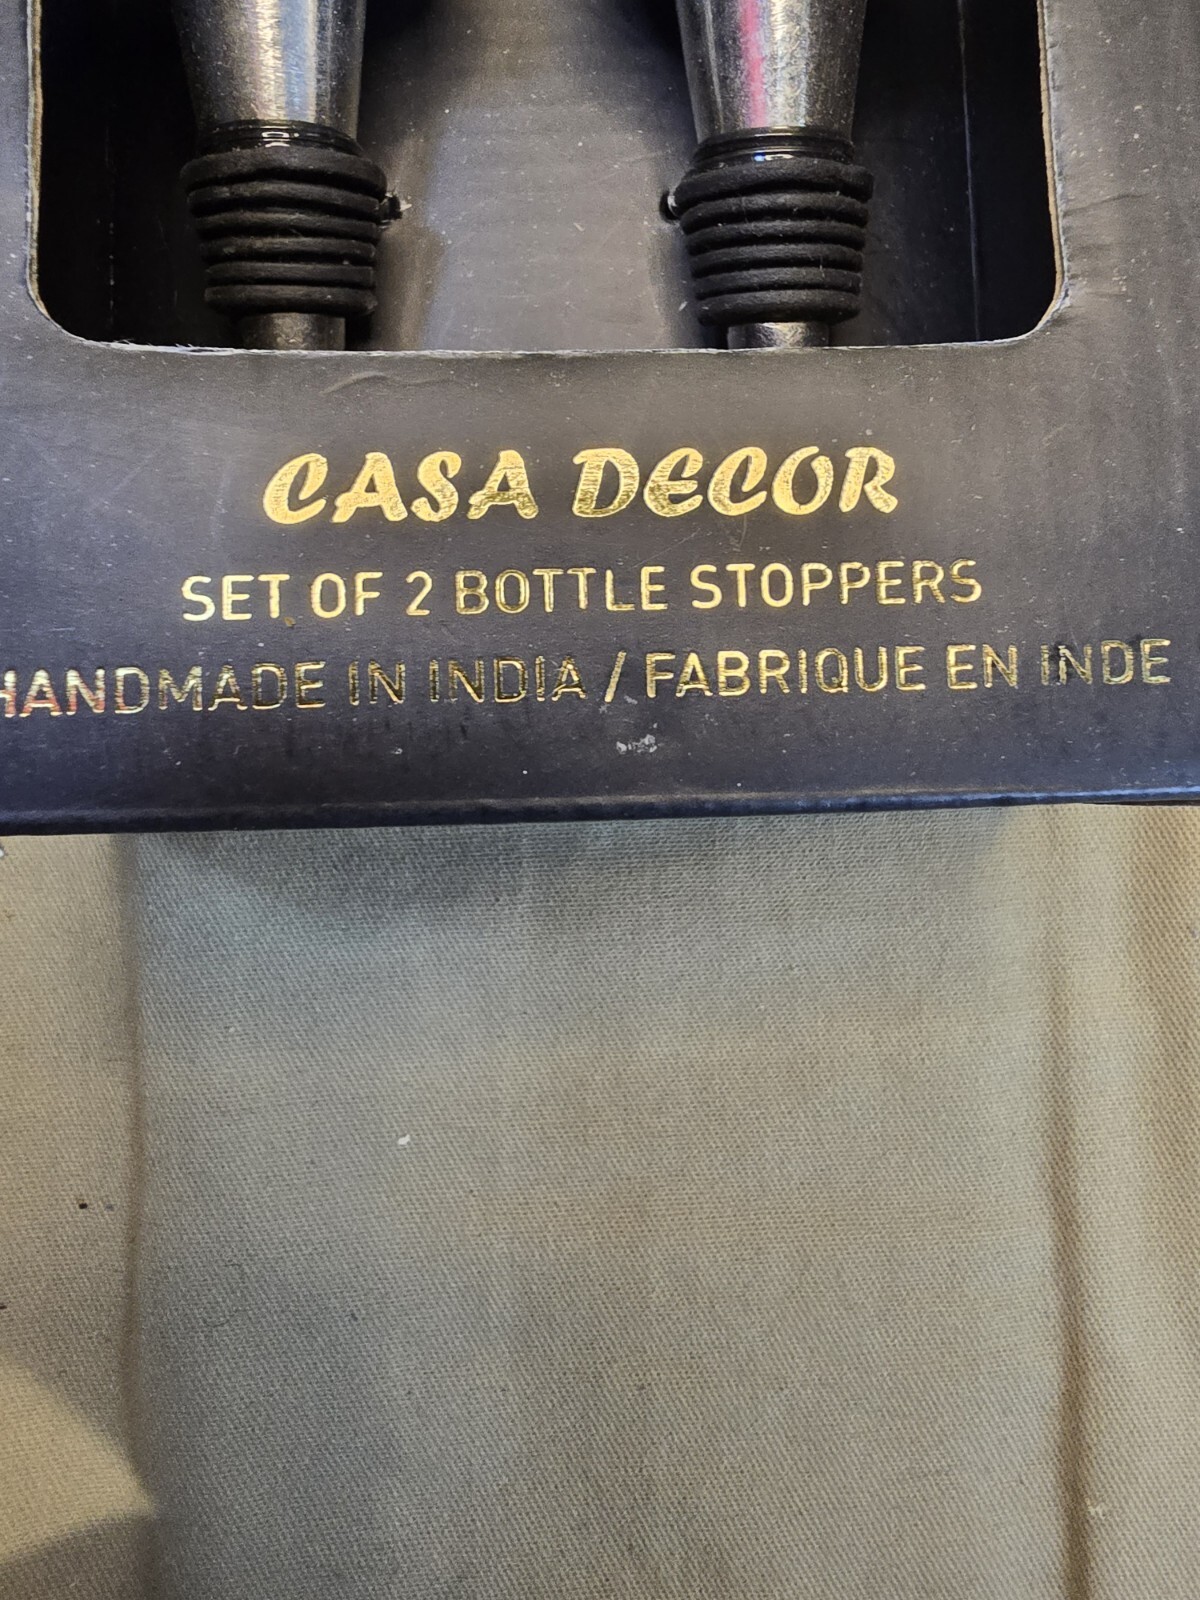 CASA DECOR
SET OF 2 BOTTLE STOPPERS
HANDMADE IN INDIA / FABRIQUE EN INDE